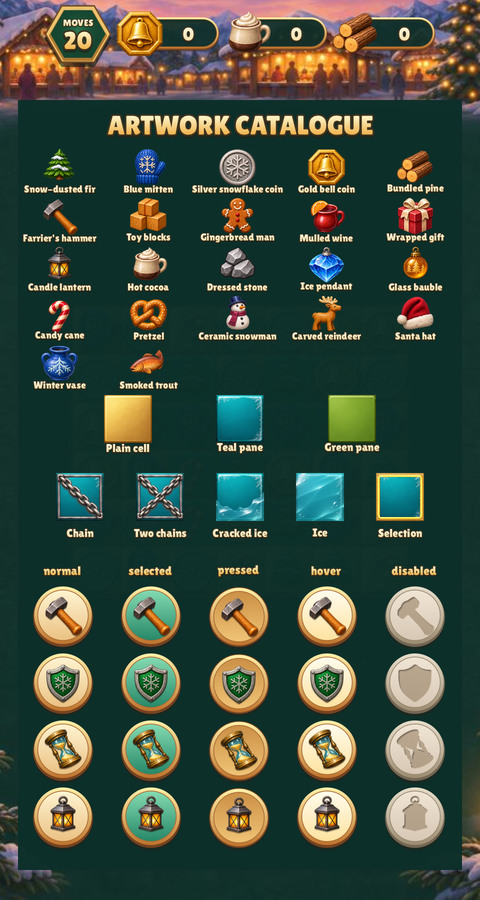 MOVES
20
0
0
0
ARTWORK CATALOGUE
Snow-dusted fir
Blue mitten
Silver snowflake coin
Gold bell coin
Bundled pine
Farrier's hammer
Toy blocks
Gingerbread man
Mulled wine
Wrapped gift
Candle lantern
Hot cocoa
Dressed stone
Ice pendant
Glass bauble
Candy cane
Pretzel
Ceramic snowman
Carved reindeer
Santa hat
Winter vase
Smoked trout
Plain cell
Teal pane
Green pane
Chain
Two chains
Cracked ice
Ice
Selection
normal
selected
pressed
hover
disabled